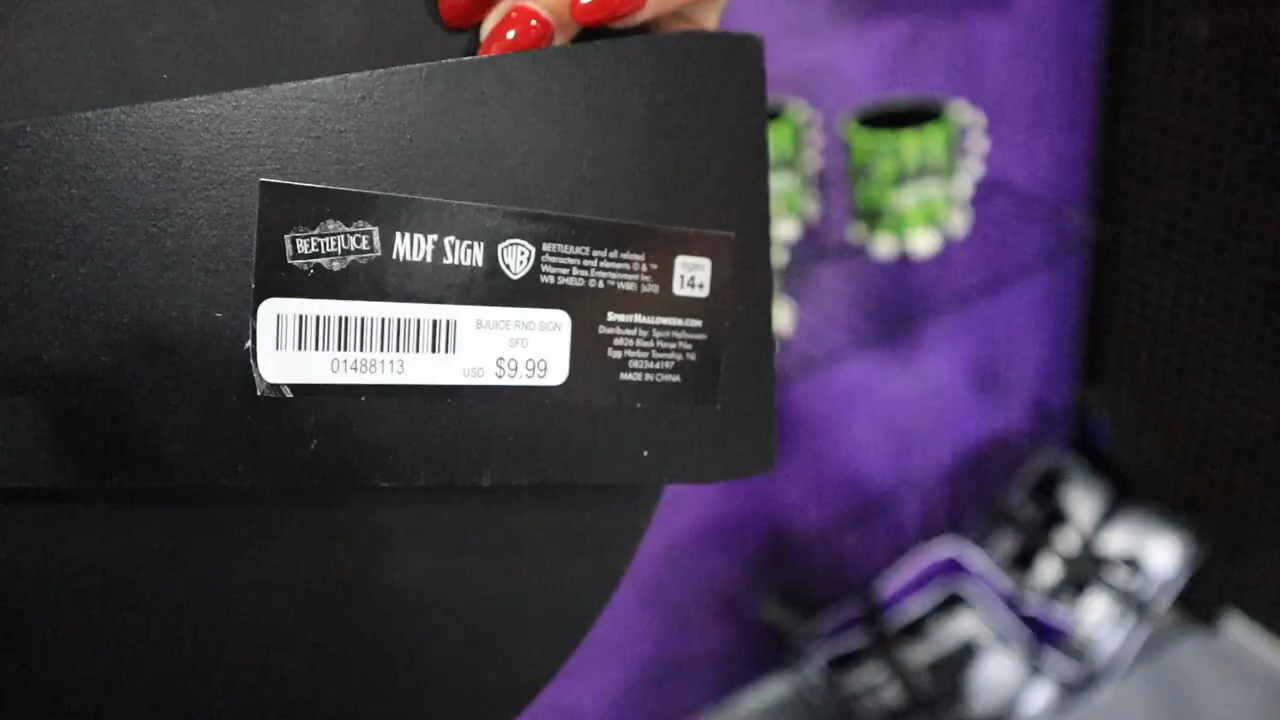 BEETLEJUICE
MDF SIGN
WB
BEETLEJUICE and all related
characters and elements © & ™
Warner Bros. Entertainment Inc.
WB SHIELD: © & ™ WBEI (s20)
Ages
14+
BJUICE RND SIGN
SFD
01488113
USD $9.99
SPIRITHALLOWEEN.COM
Distributed by: Spirit Halloween
6826 Black Horse Pike
Egg Harbor Township, NJ
08234-4197
MADE IN CHINA